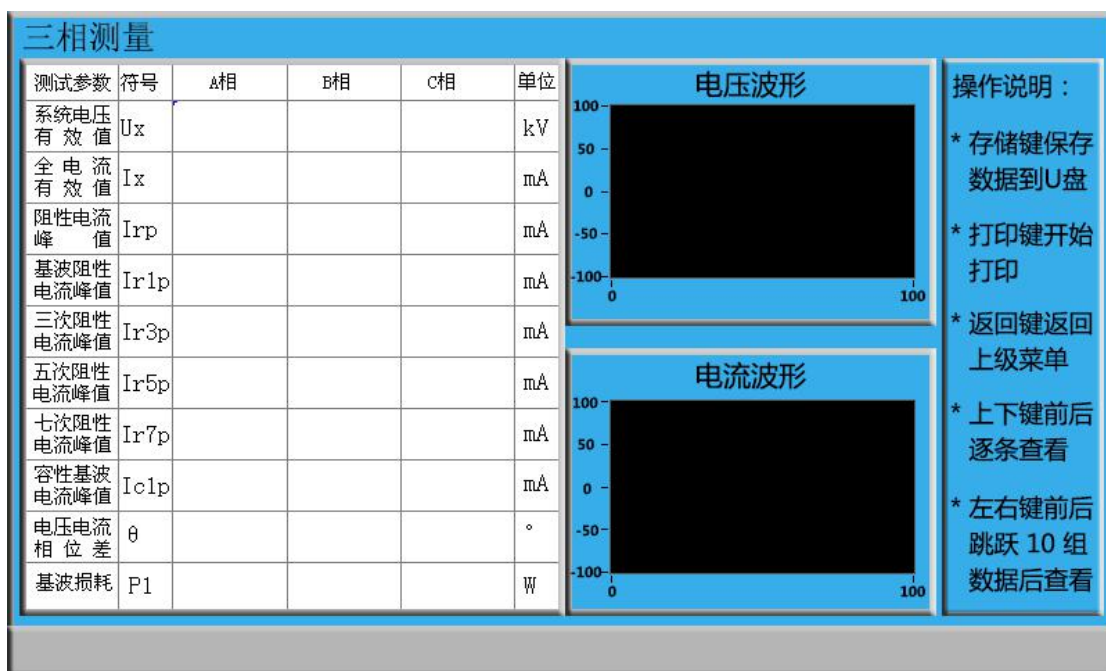 三相测量
测试参数 符号 A相 B相 C相 单位
系统电压
有 效 值 Ux kV
全 电 流
有 效 值 Ix mA
阻性电流
峰 值 Irp mA
基波阻性
电流峰值 Ir1p mA
三次阻性
电流峰值 Ir3p mA
五次阻性
电流峰值 Ir5p mA
七次阻性
电流峰值 Ir7p mA
容性基波
电流峰值 Ic1p mA
电压电流
相 位 差 θ °
基波损耗 P1 W
电压波形
100
50
0
-50
-100
0 100
电流波形
100
50
0
-50
-100
0 100
操作说明：
* 存储键保存
数据到U盘
* 打印键开始
打印
* 返回键返回
上级菜单
* 上下键前后
逐条查看
* 左右键前后
跳跃 10 组
数据后查看